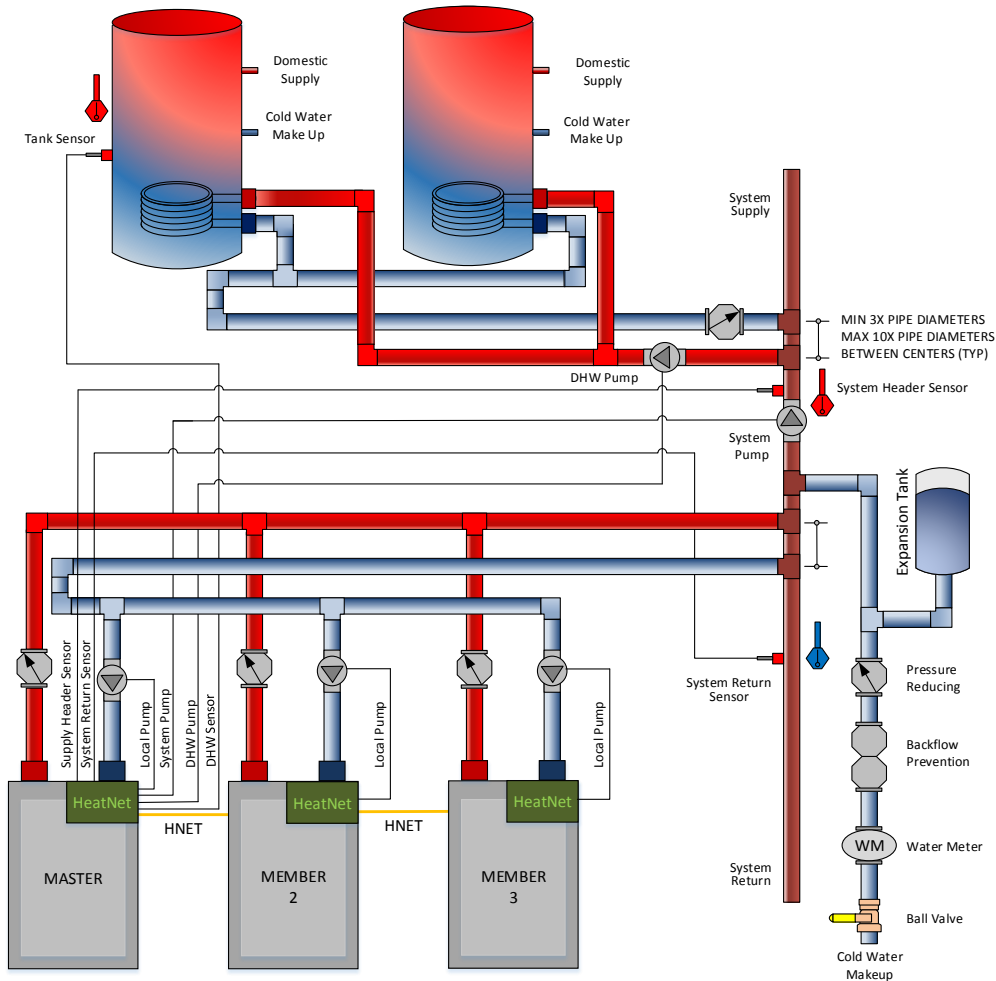 Domestic
Supply
Domestic
Supply
Cold Water
Make Up
Cold Water
Make Up
Tank Sensor
System
Supply
MIN 3X PIPE DIAMETERS
MAX 10X PIPE DIAMETERS
BETWEEN CENTERS (TYP)
DHW Pump
System Header Sensor
System
Pump
Expansion Tank
Supply Header Sensor
System Return Sensor
Local Pump
System Pump
DHW Pump
DHW Sensor
Local Pump
Local Pump
System Return
Sensor
Pressure
Reducing
Backflow
Prevention
HeatNet
HeatNet
HeatNet
HNET
HNET
WM
Water Meter
MASTER
MEMBER
2
MEMBER
3
System
Return
Ball Valve
Cold Water
Makeup